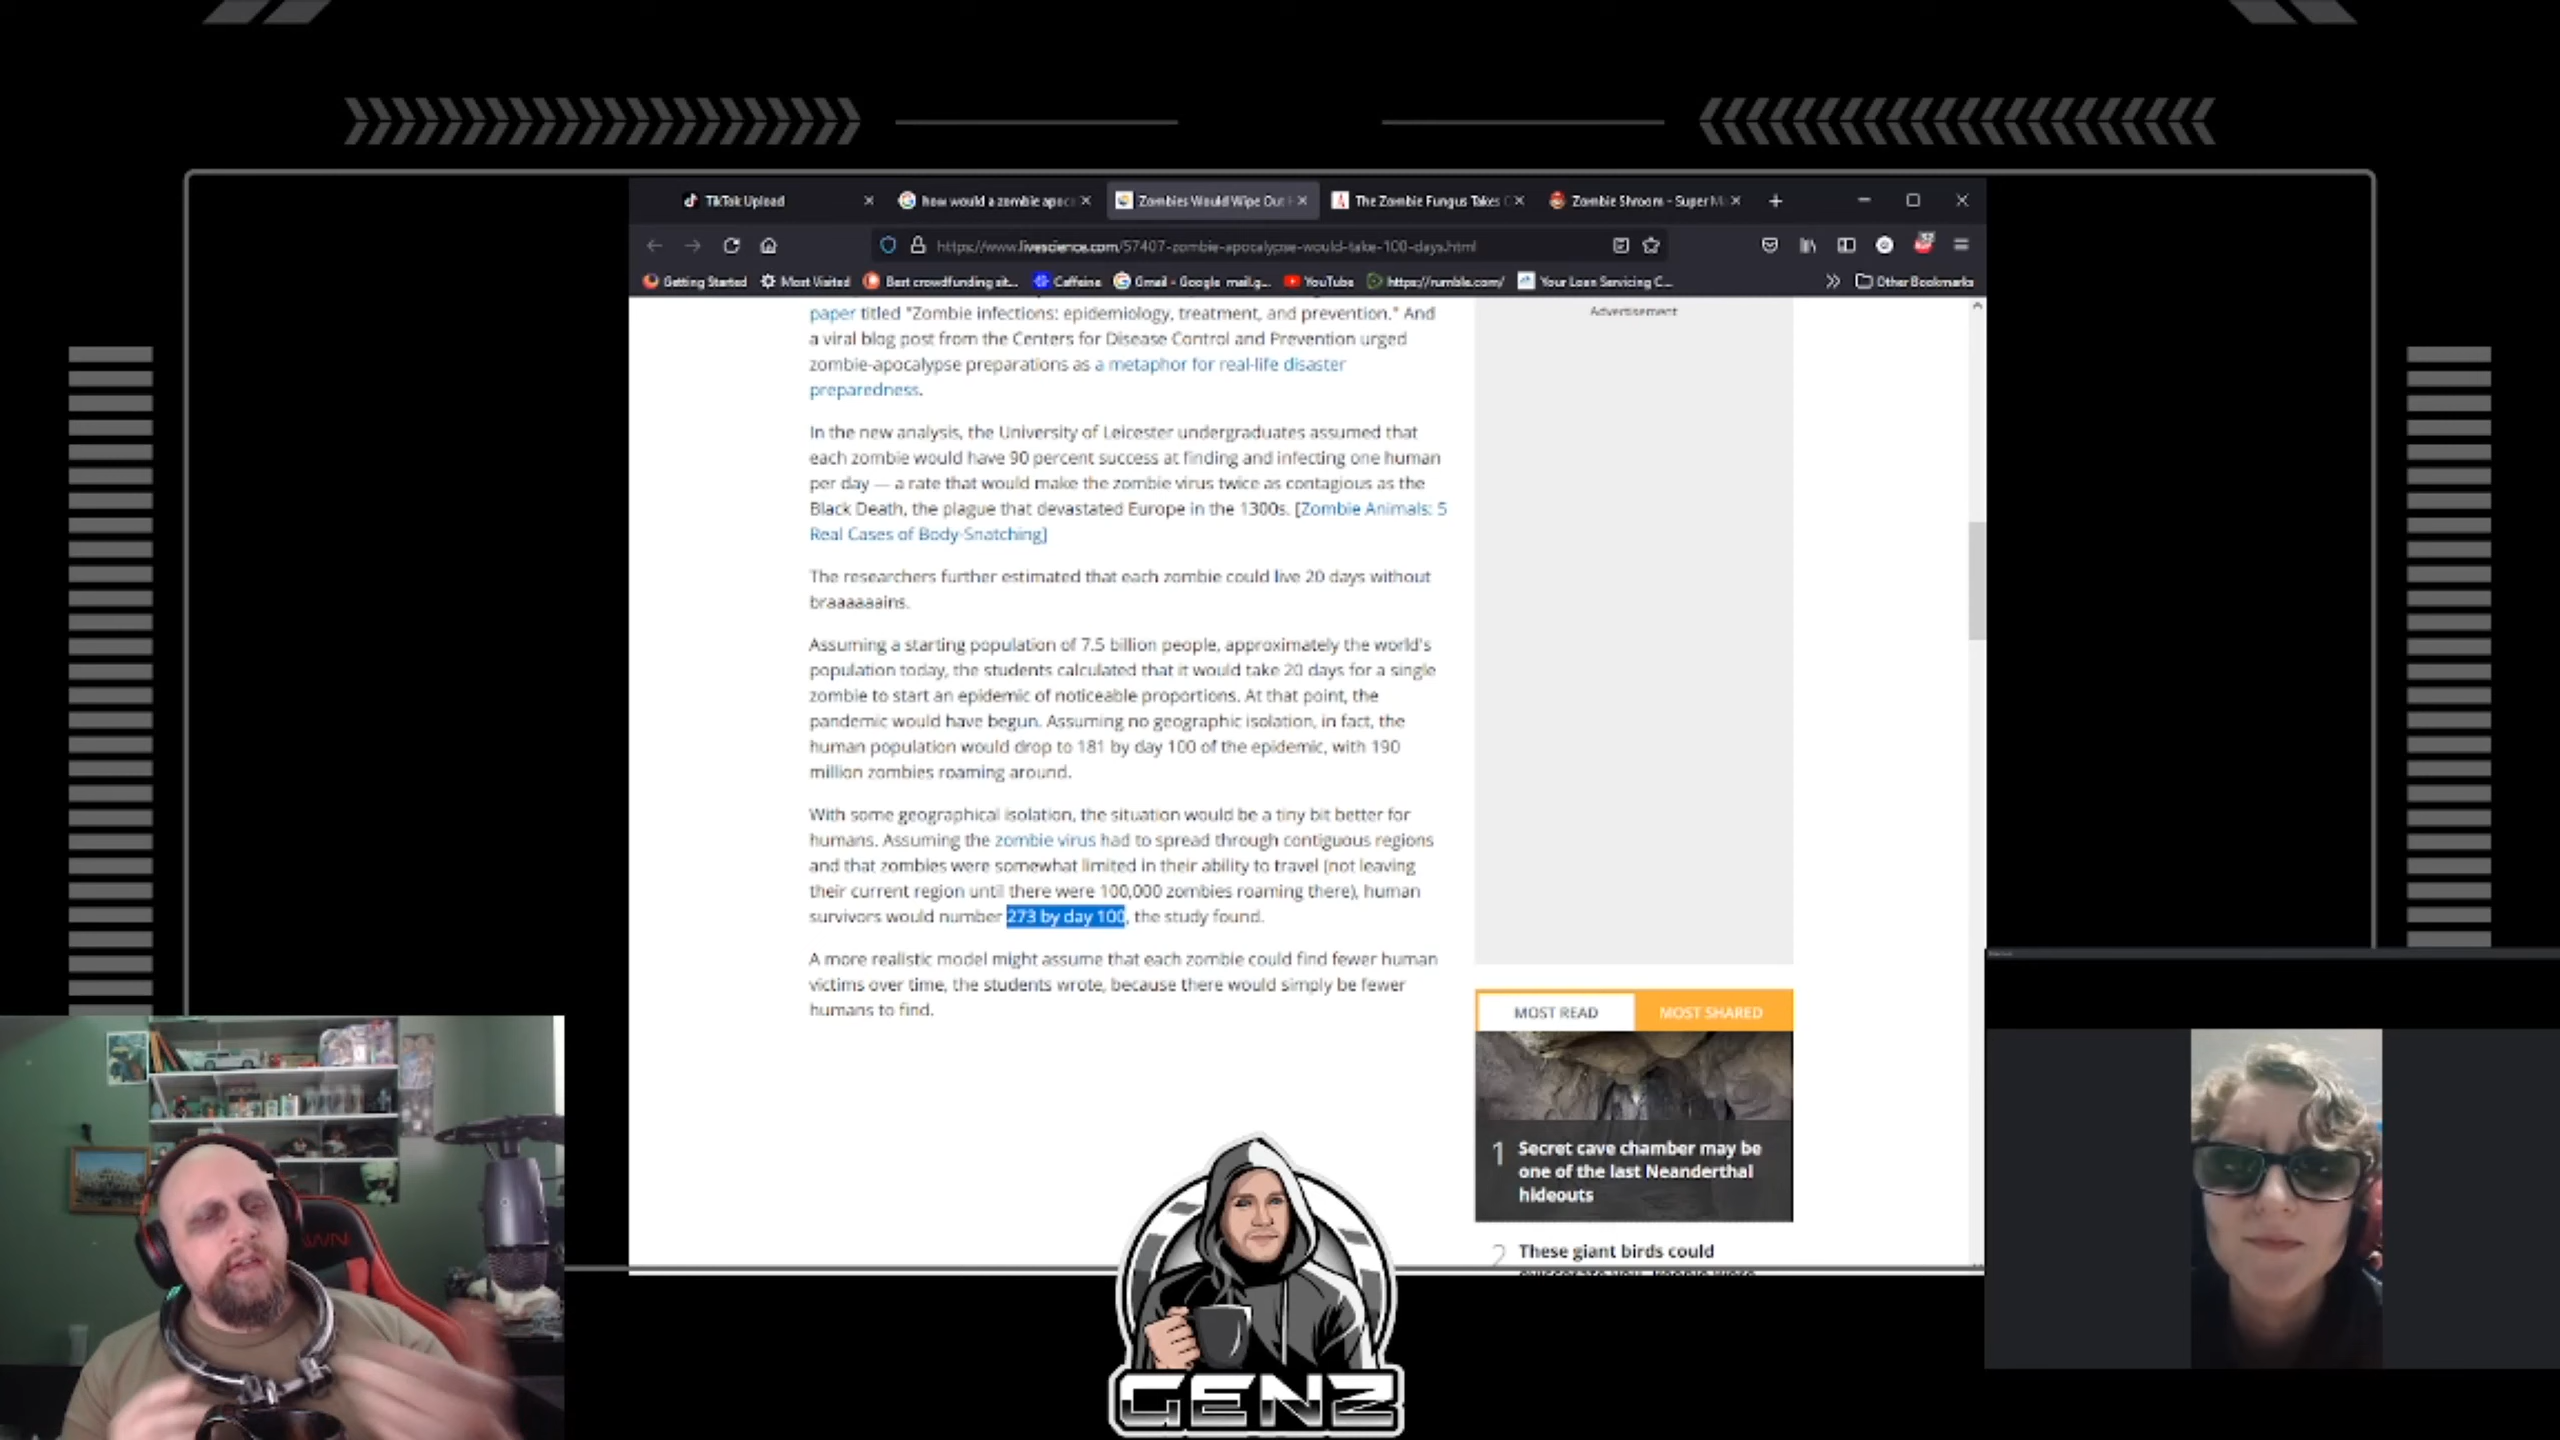 TikTok Upload
how would a zombie apoc
Zombies Would Wipe Out
The Zombie Fungus Takes
Zombie Shroom - Super M
https://www.livescience.com/57407-zombie-apocalypse-would-take-100-days.html
Getting Started
Most Visited
Best crowdfunding sit...
Caffeine
Gmail - Google mail.g...
YouTube
https://rumble.com/
Your Loan Servicing C...
Other Bookmarks
paper titled "Zombie infections: epidemiology, treatment, and prevention." And
a viral blog post from the Centers for Disease Control and Prevention urged
zombie-apocalypse preparations as a metaphor for real-life disaster
preparedness.
In the new analysis, the University of Leicester undergraduates assumed that
each zombie would have 90 percent success at finding and infecting one human
per day — a rate that would make the zombie virus twice as contagious as the
Black Death, the plague that devastated Europe in the 1300s. [Zombie Animals: 5
Real Cases of Body-Snatching]
The researchers further estimated that each zombie could live 20 days without
braaaaaains.
Assuming a starting population of 7.5 billion people, approximately the world's
population today, the students calculated that it would take 20 days for a single
zombie to start an epidemic of noticeable proportions. At that point, the
pandemic would have begun. Assuming no geographic isolation, in fact, the
human population would drop to 181 by day 100 of the epidemic, with 190
million zombies roaming around.
With some geographical isolation, the situation would be a tiny bit better for
humans. Assuming the zombie virus had to spread through contiguous regions
and that zombies were somewhat limited in their ability to travel (not leaving
their current region until there were 100,000 zombies roaming there), human
survivors would number 273 by day 100, the study found.
A more realistic model might assume that each zombie could find fewer human
victims over time, the students wrote, because there would simply be fewer
humans to find.
Advertisement
MOST READ
MOST SHARED
1 Secret cave chamber may be
one of the last Neanderthal
hideouts
2 These giant birds could
GENZ